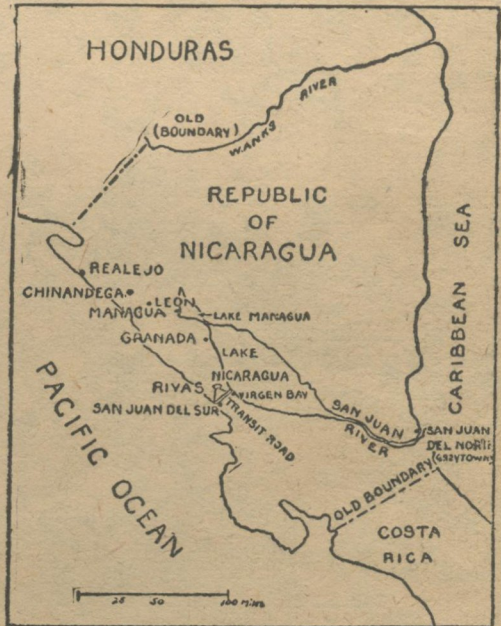 HONDURAS
OLD
(BOUNDARY)
WANKS
RIVER
REPUBLIC
OF
NICARAGUA
CARIBBEAN SEA
REALEJO
CHINANDEGA
LEÓN
MANAGUA
LAKE MANAGUA
GRANADA
LAKE
NICARAGUA
RIVAS
VIRGEN BAY
SAN JUAN DEL SUR
TRANSIT ROAD
SAN JUAN
RIVER
SAN JUAN
DEL NORTE
(GREYTOWN)
PACIFIC OCEAN
OLD BOUNDARY
COSTA
RICA
25 50 100 MILES